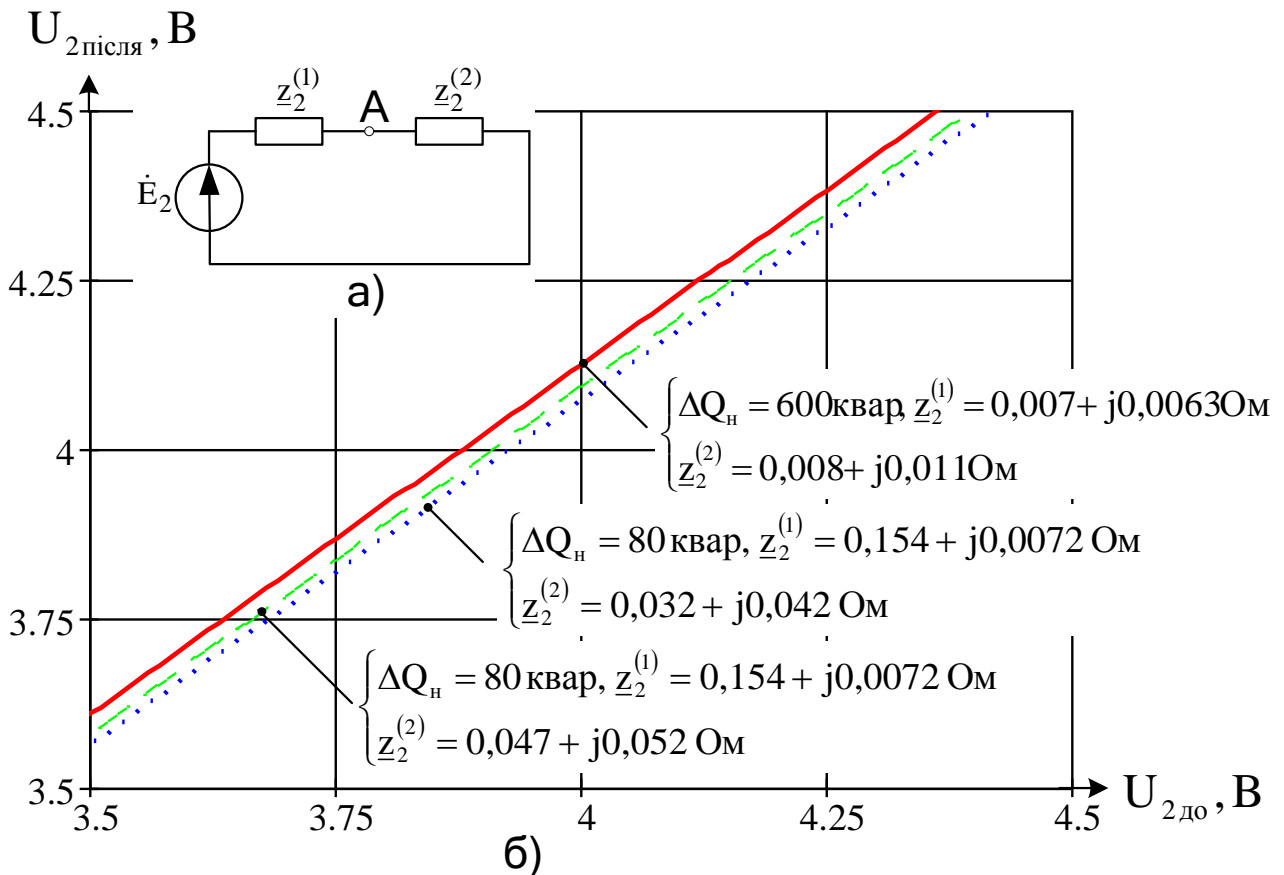 U₂після, В
z₂⁽¹⁾ A z₂⁽²⁾
Ė₂
а)
4.5
4.25
4
3.75
3.5
{ΔQн = 600квар, z₂⁽¹⁾ = 0,007+ j0,0063Ом
z₂⁽²⁾ = 0,008+ j0,011Ом
{ΔQн = 80 квар, z₂⁽¹⁾ = 0,154 + j0,0072 Ом
z₂⁽²⁾ = 0,032 + j0,042 Ом
{ΔQн = 80 квар, z₂⁽¹⁾ = 0,154 + j0,0072 Ом
z₂⁽²⁾ = 0,047 + j0,052 Ом
3.5 3.75 4 4.25 4.5
U₂до, В
б)